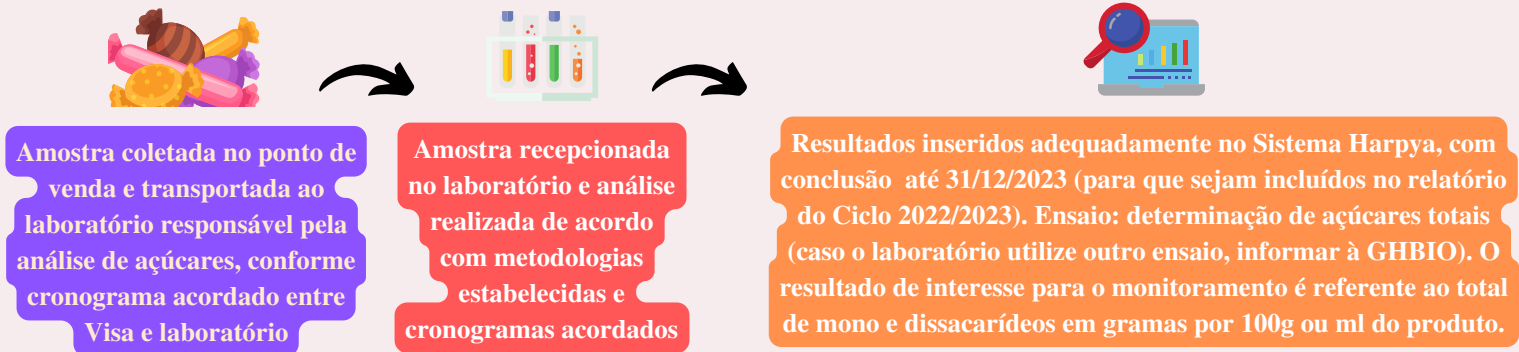 Amostra coletada no ponto de
venda e transportada ao
laboratório responsável pela
análise de açúcares, conforme
cronograma acordado entre
Visa e laboratório
Amostra recepcionada
no laboratório e análise
realizada de acordo
com metodologias
estabelecidas e
cronogramas acordados
Resultados inseridos adequadamente no Sistema Harpya, com
conclusão até 31/12/2023 (para que sejam incluídos no relatório
do Ciclo 2022/2023). Ensaio: determinação de açúcares totais
(caso o laboratório utilize outro ensaio, informar à GHBIO). O
resultado de interesse para o monitoramento é referente ao total
de mono e dissacarídeos em gramas por 100g ou ml do produto.